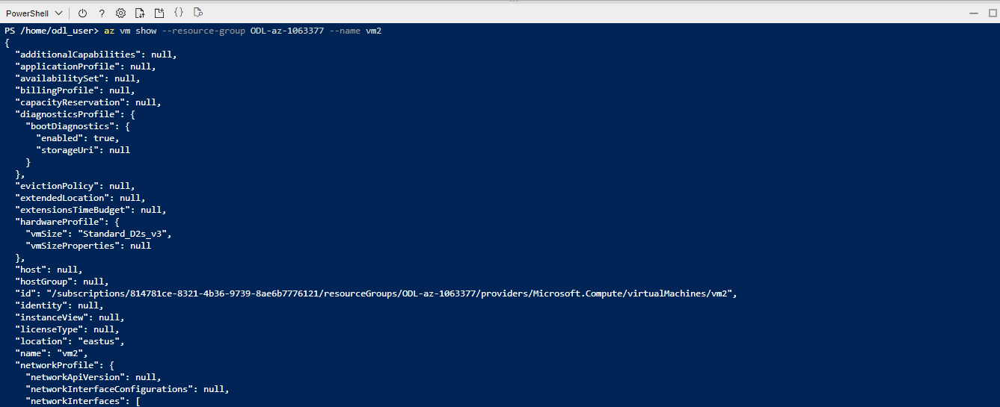 PowerShell
PS /home/odl_user> az vm show --resource-group ODL-az-1063377 --name vm2
{
  "additionalCapabilities": null,
  "applicationProfile": null,
  "availabilitySet": null,
  "billingProfile": null,
  "capacityReservation": null,
  "diagnosticsProfile": {
    "bootDiagnostics": {
      "enabled": true,
      "storageUri": null
    }
  },
  "evictionPolicy": null,
  "extendedLocation": null,
  "extensionsTimeBudget": null,
  "hardwareProfile": {
    "vmSize": "Standard_D2s_v3",
    "vmSizeProperties": null
  },
  "host": null,
  "hostGroup": null,
  "id": "/subscriptions/814781ce-8321-4b36-9739-8ae6b7776121/resourceGroups/ODL-az-1063377/providers/Microsoft.Compute/virtualMachines/vm2",
  "identity": null,
  "instanceView": null,
  "licenseType": null,
  "location": "eastus",
  "name": "vm2",
  "networkProfile": {
    "networkApiVersion": null,
    "networkInterfaceConfigurations": null,
    "networkInterfaces": [